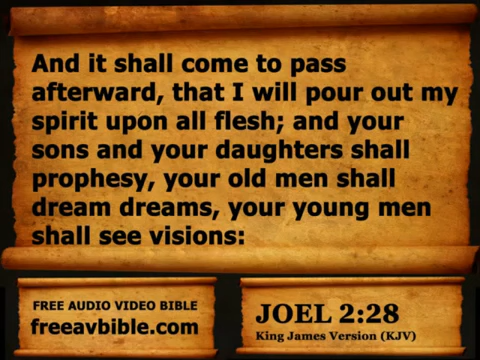 And it shall come to pass
afterward, that I will pour out my
spirit upon all flesh; and your
sons and your daughters shall
prophesy, your old men shall
dream dreams, your young men
shall see visions:
FREE AUDIO VIDEO BIBLE
freeavbible.com
JOEL 2:28
King James Version (KJV)